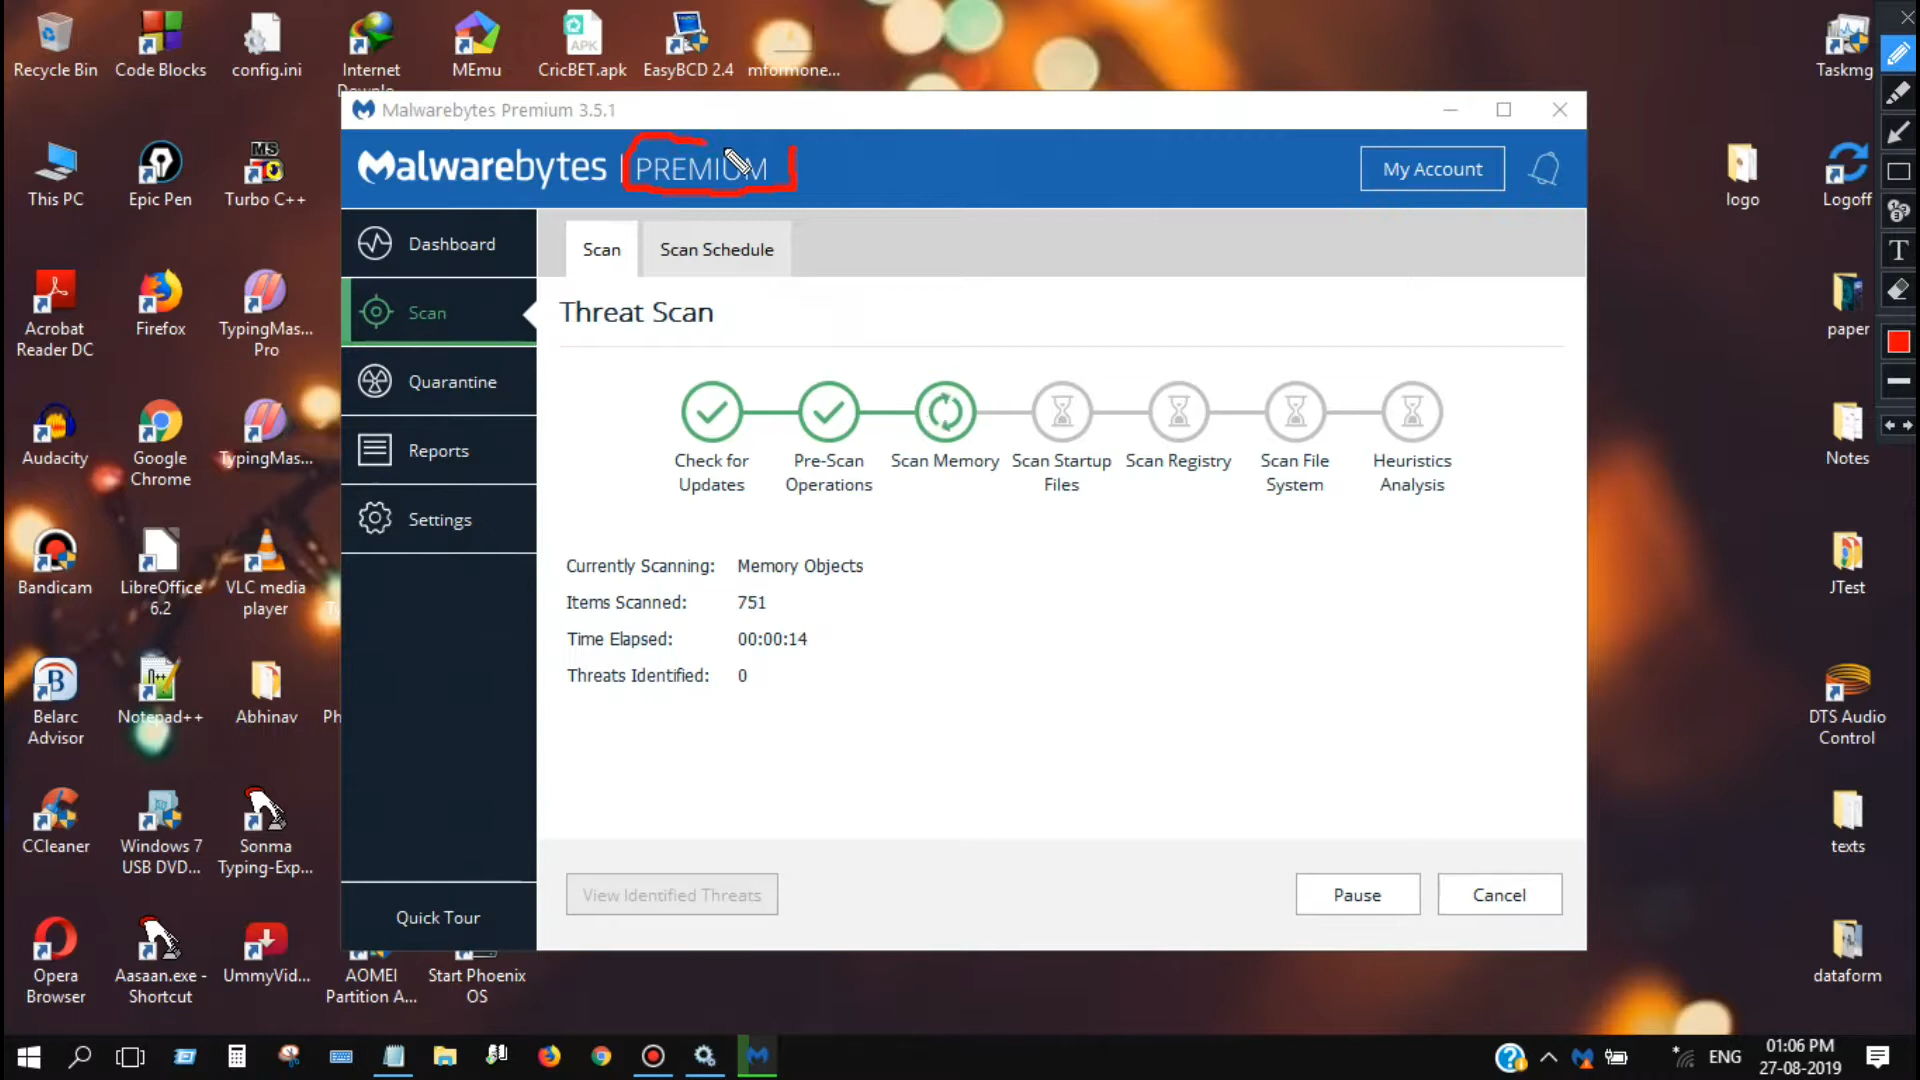 Recycle Bin
Code Blocks
config.ini
Internet
MEmu
CricBET.apk
EasyBCD 2.4
mformone...
Taskmg
Malwarebytes Premium 3.5.1
Malwarebytes | PREMIUM
My Account
This PC
Epic Pen
Turbo C++
logo
Logoff
Dashboard
Scan
Quarantine
Reports
Settings
Quick Tour
Scan
Scan Schedule
Threat Scan
Check for
Updates
Pre-Scan
Operations
Scan Memory
Scan Startup
Files
Scan Registry
Scan File
System
Heuristics
Analysis
Currently Scanning: Memory Objects
Items Scanned: 751
Time Elapsed: 00:00:14
Threats Identified: 0
View Identified Threats
Pause
Cancel
Acrobat
Reader DC
Firefox
TypingMas...
Pro
paper
Audacity
Google
Chrome
TypingMas...
Notes
Bandicam
LibreOffice
6.2
VLC media
player
JTest
Belarc
Advisor
Notepad++
Abhinav
Ph
DTS Audio
Control
CCleaner
Windows 7
USB DVD...
Sonma
Typing-Exp...
texts
Opera
Browser
Aasaan.exe -
Shortcut
UmmyVid...
AOMEI
Partition A...
Start Phoenix
OS
dataform
ENG
01:06 PM
27-08-2019